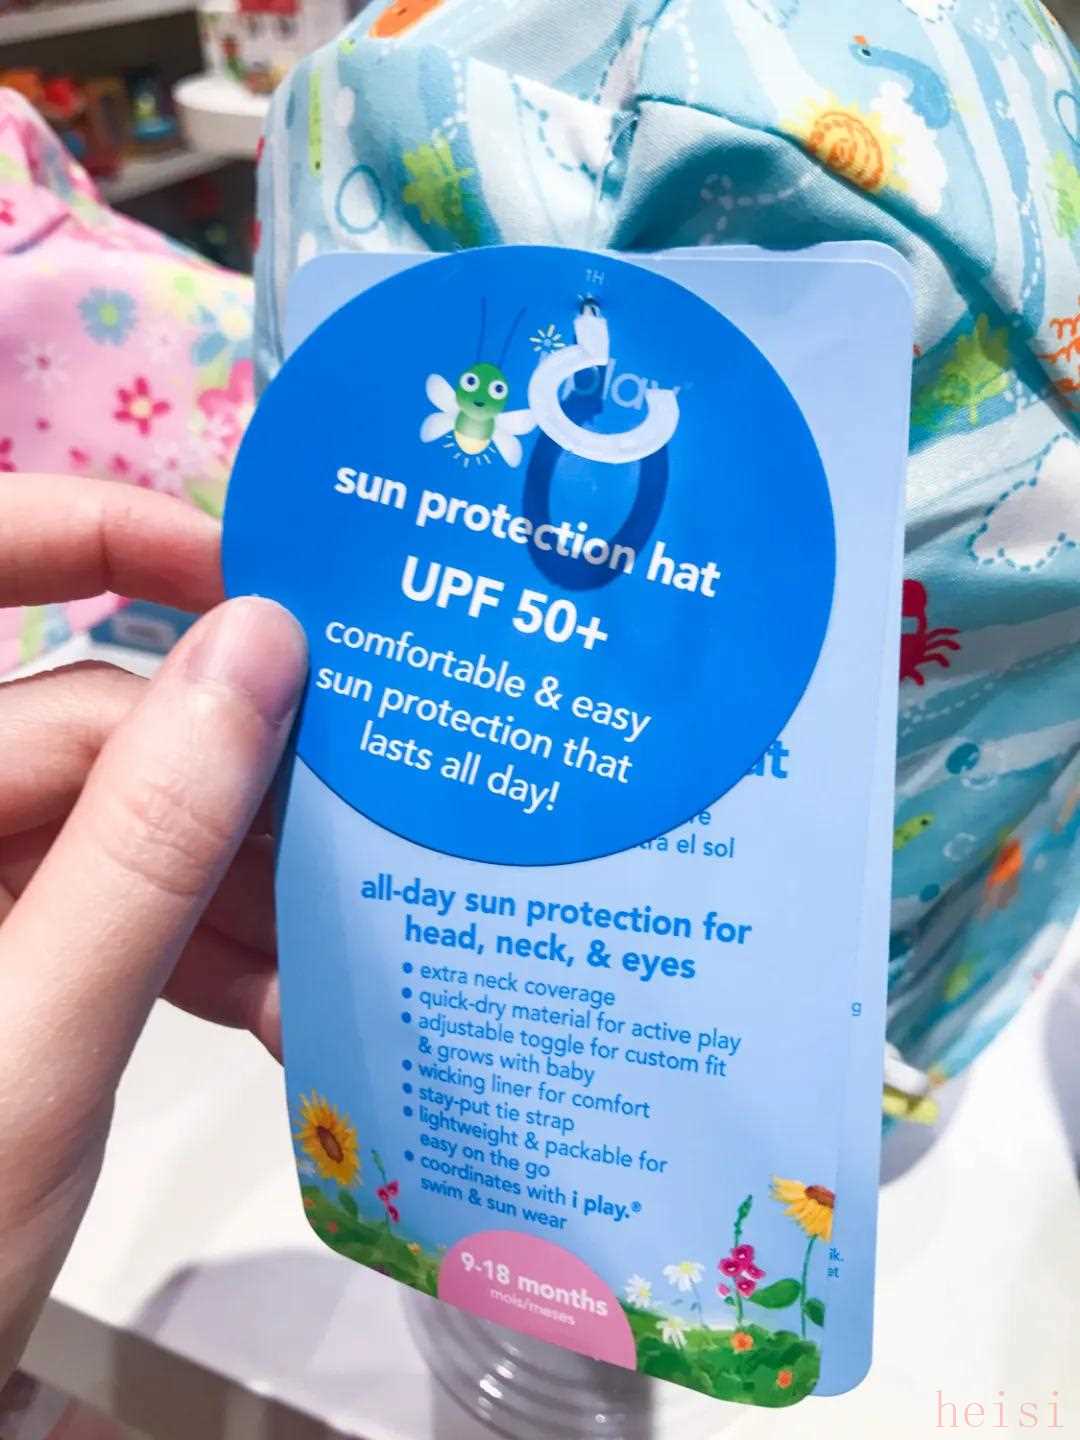 play
sun protection hat
UPF 50+
comfortable & easy
sun protection that
lasts all day!
el sol
all-day sun protection for
head, neck, & eyes
• extra neck coverage
• quick-dry material for active play
• adjustable toggle for custom fit
& grows with baby
• wicking liner for comfort
• stay-put tie strap
• lightweight & packable for
easy on the go
• coordinates with i play.®
swim & sun wear
9-18 months
mois/meses
heisi